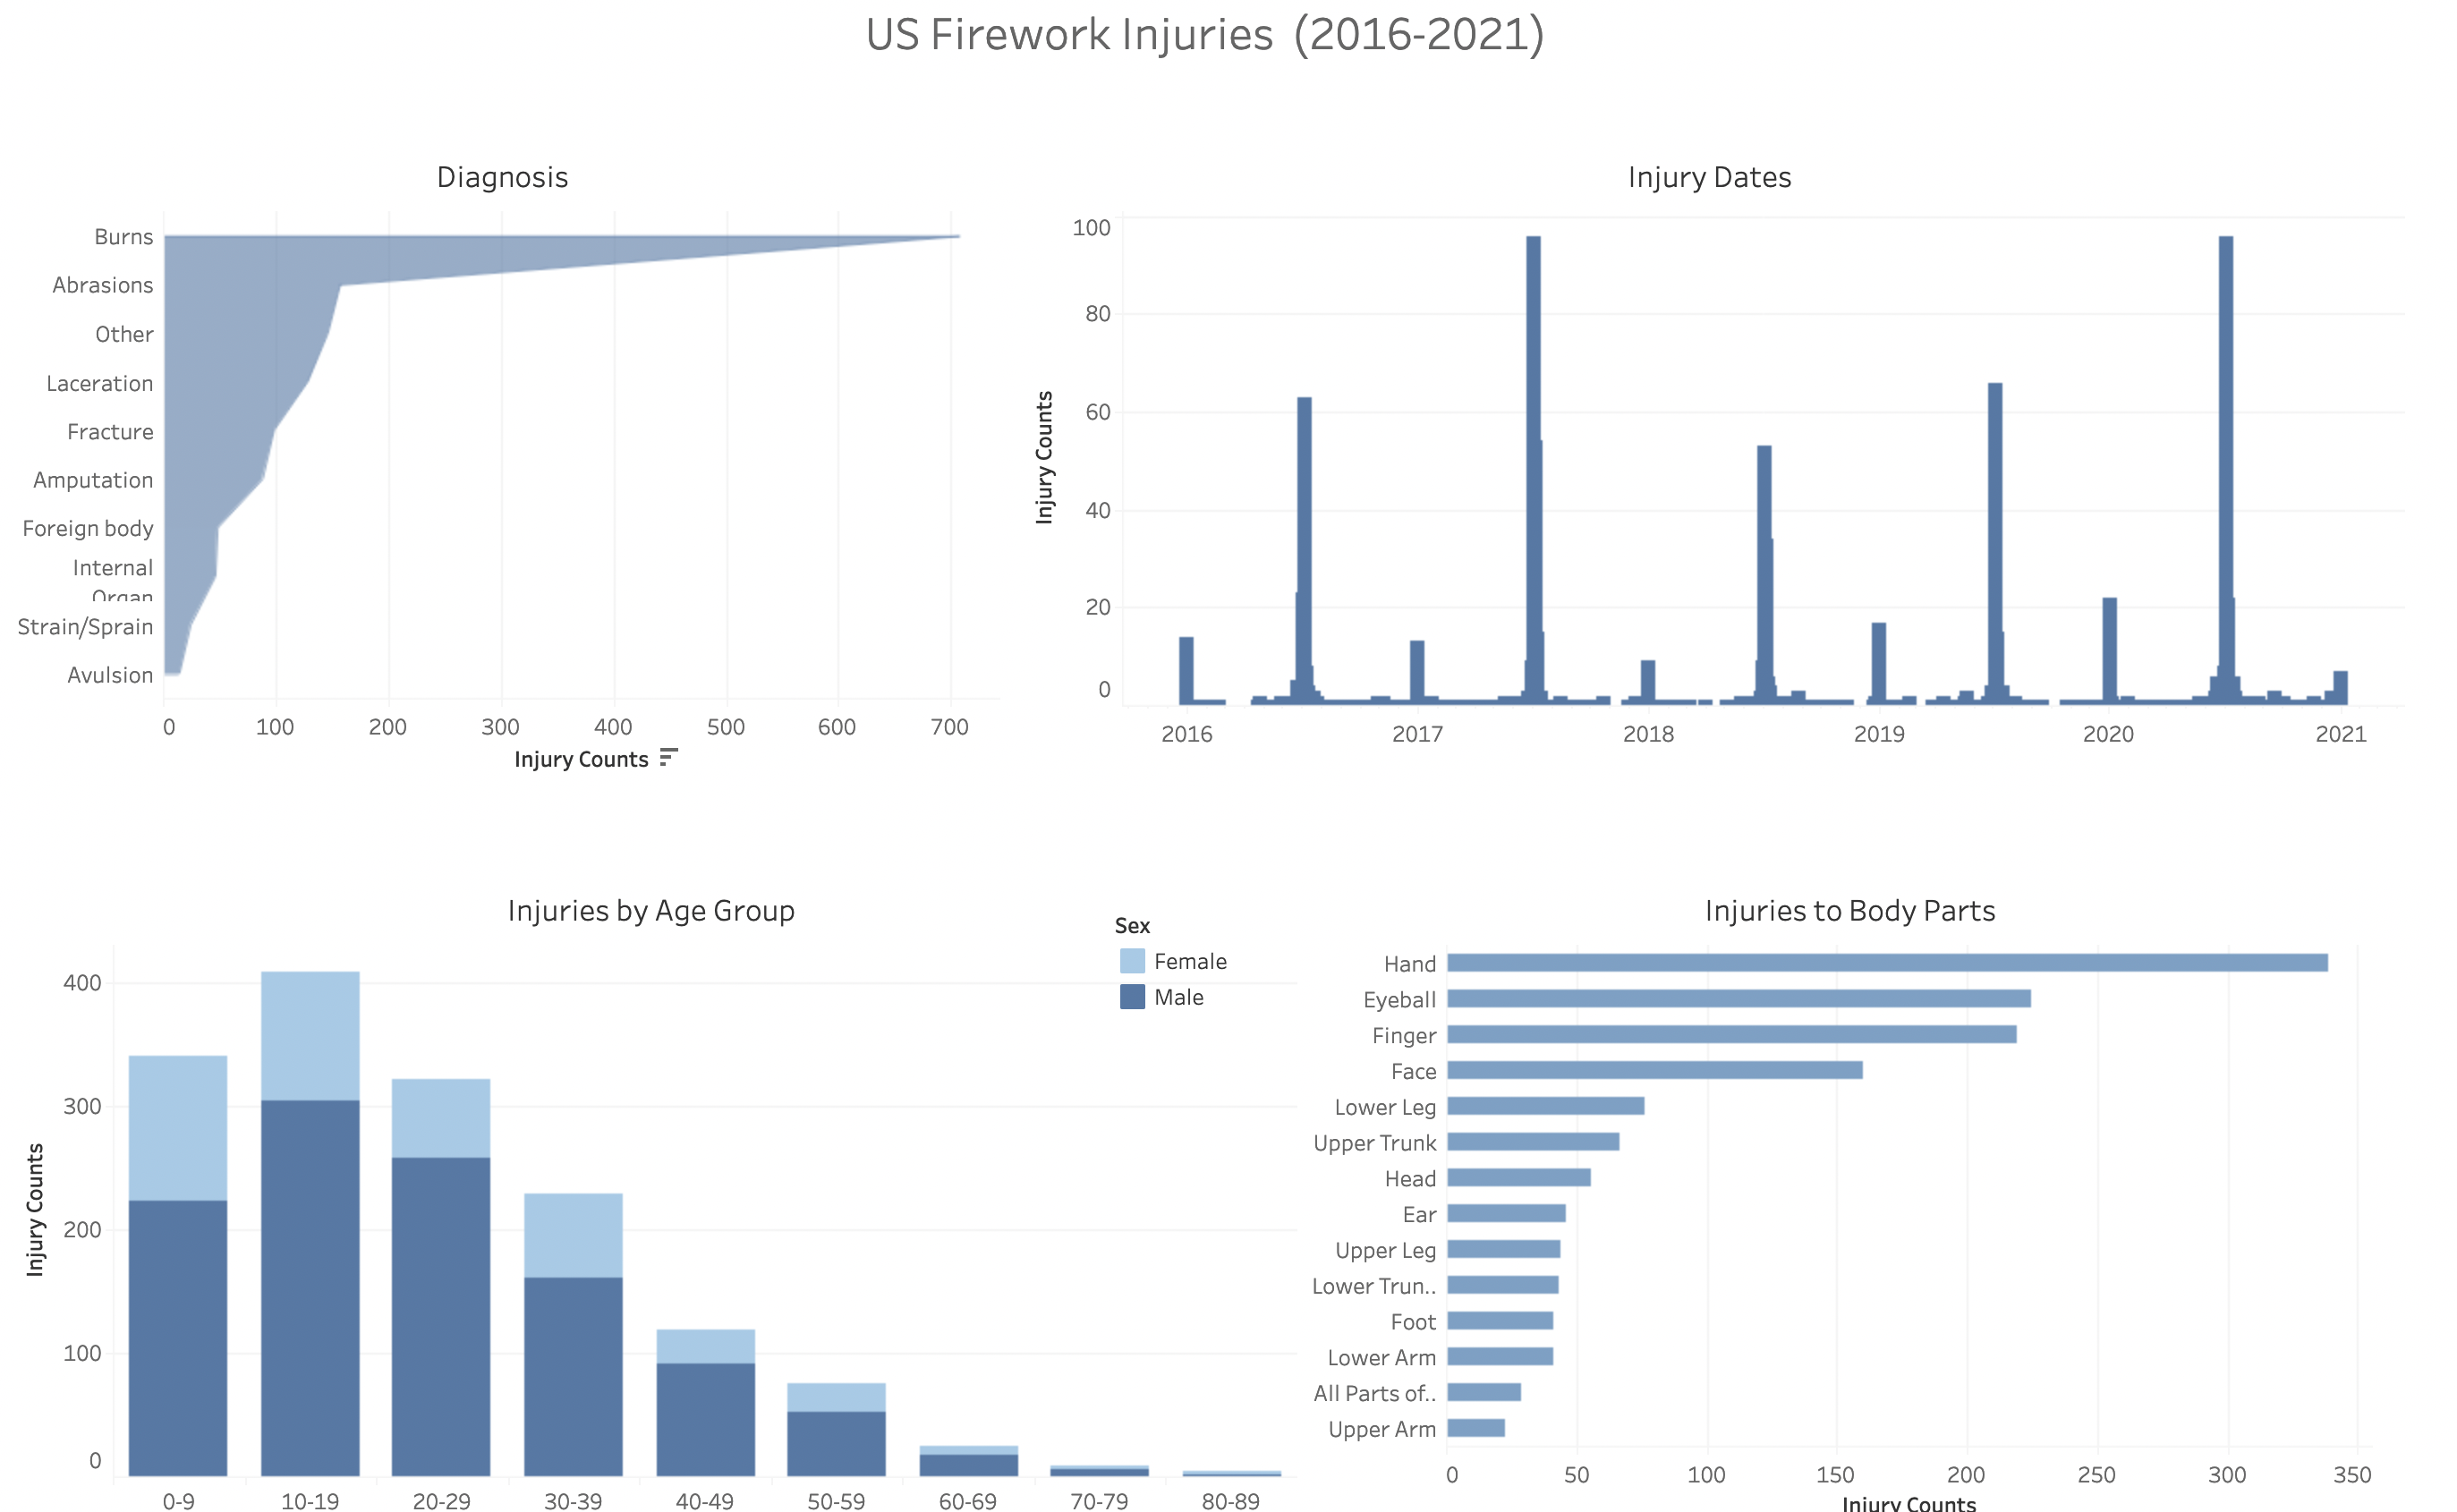 US Firework Injuries (2016-2021)
Diagnosis
Burns
Abrasions
Other
Laceration
Fracture
Amputation
Foreign body
Internal
Organ
Strain/Sprain
Avulsion
0 100 200 300 400 500 600 700
Injury Counts
Injury Dates
Injury Counts
100
80
60
40
20
0
2016 2017 2018 2019 2020 2021
Injuries by Age Group
Injury Counts
400
300
200
100
0
0-9 10-19 20-29 30-39 40-49 50-59 60-69 70-79 80-89
Sex
Female
Male
Injuries to Body Parts
Hand
Eyeball
Finger
Face
Lower Leg
Upper Trunk
Head
Ear
Upper Leg
Lower Trun..
Foot
Lower Arm
All Parts of..
Upper Arm
0 50 100 150 200 250 300 350
Injury Counts